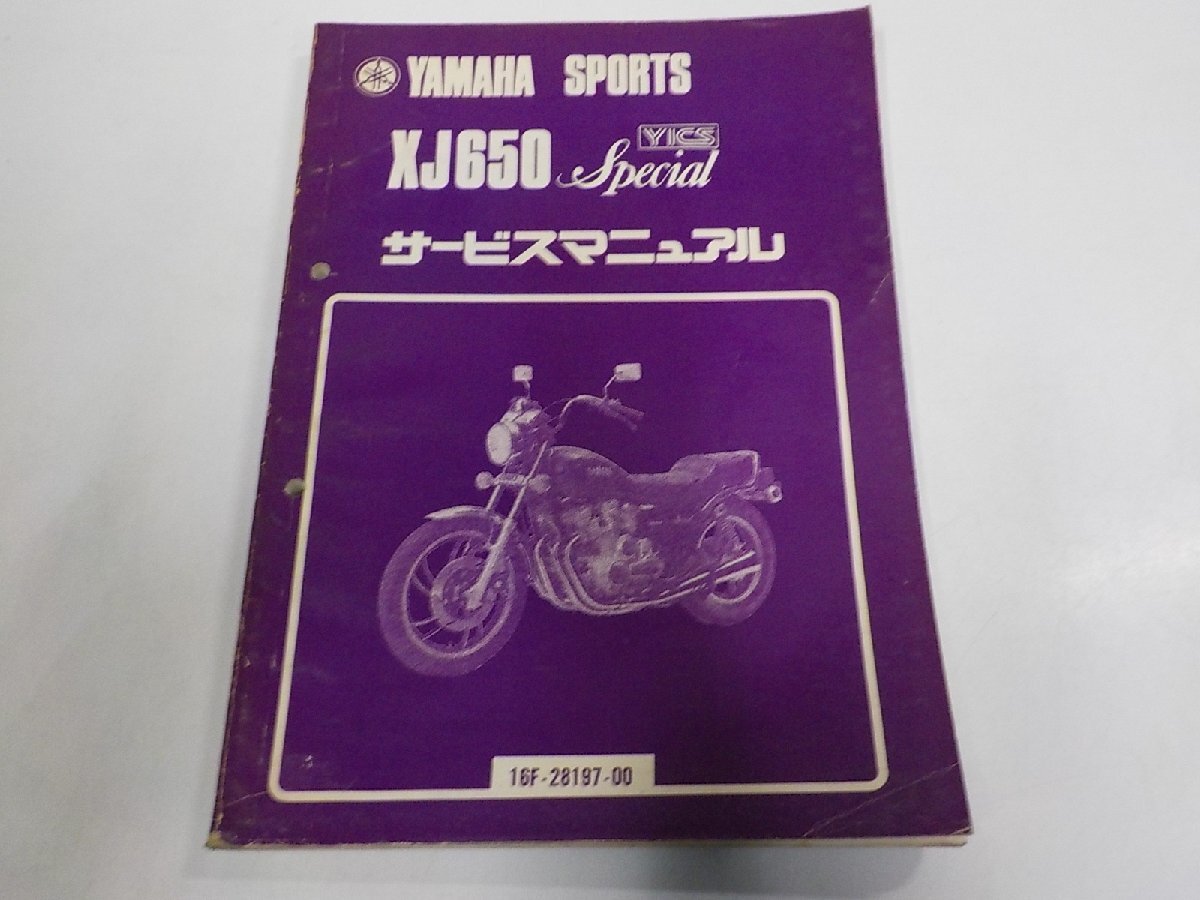 YAMAHA SPORTS
YICS
XJ650 Special
サービスマニュアル
16F-28197-00